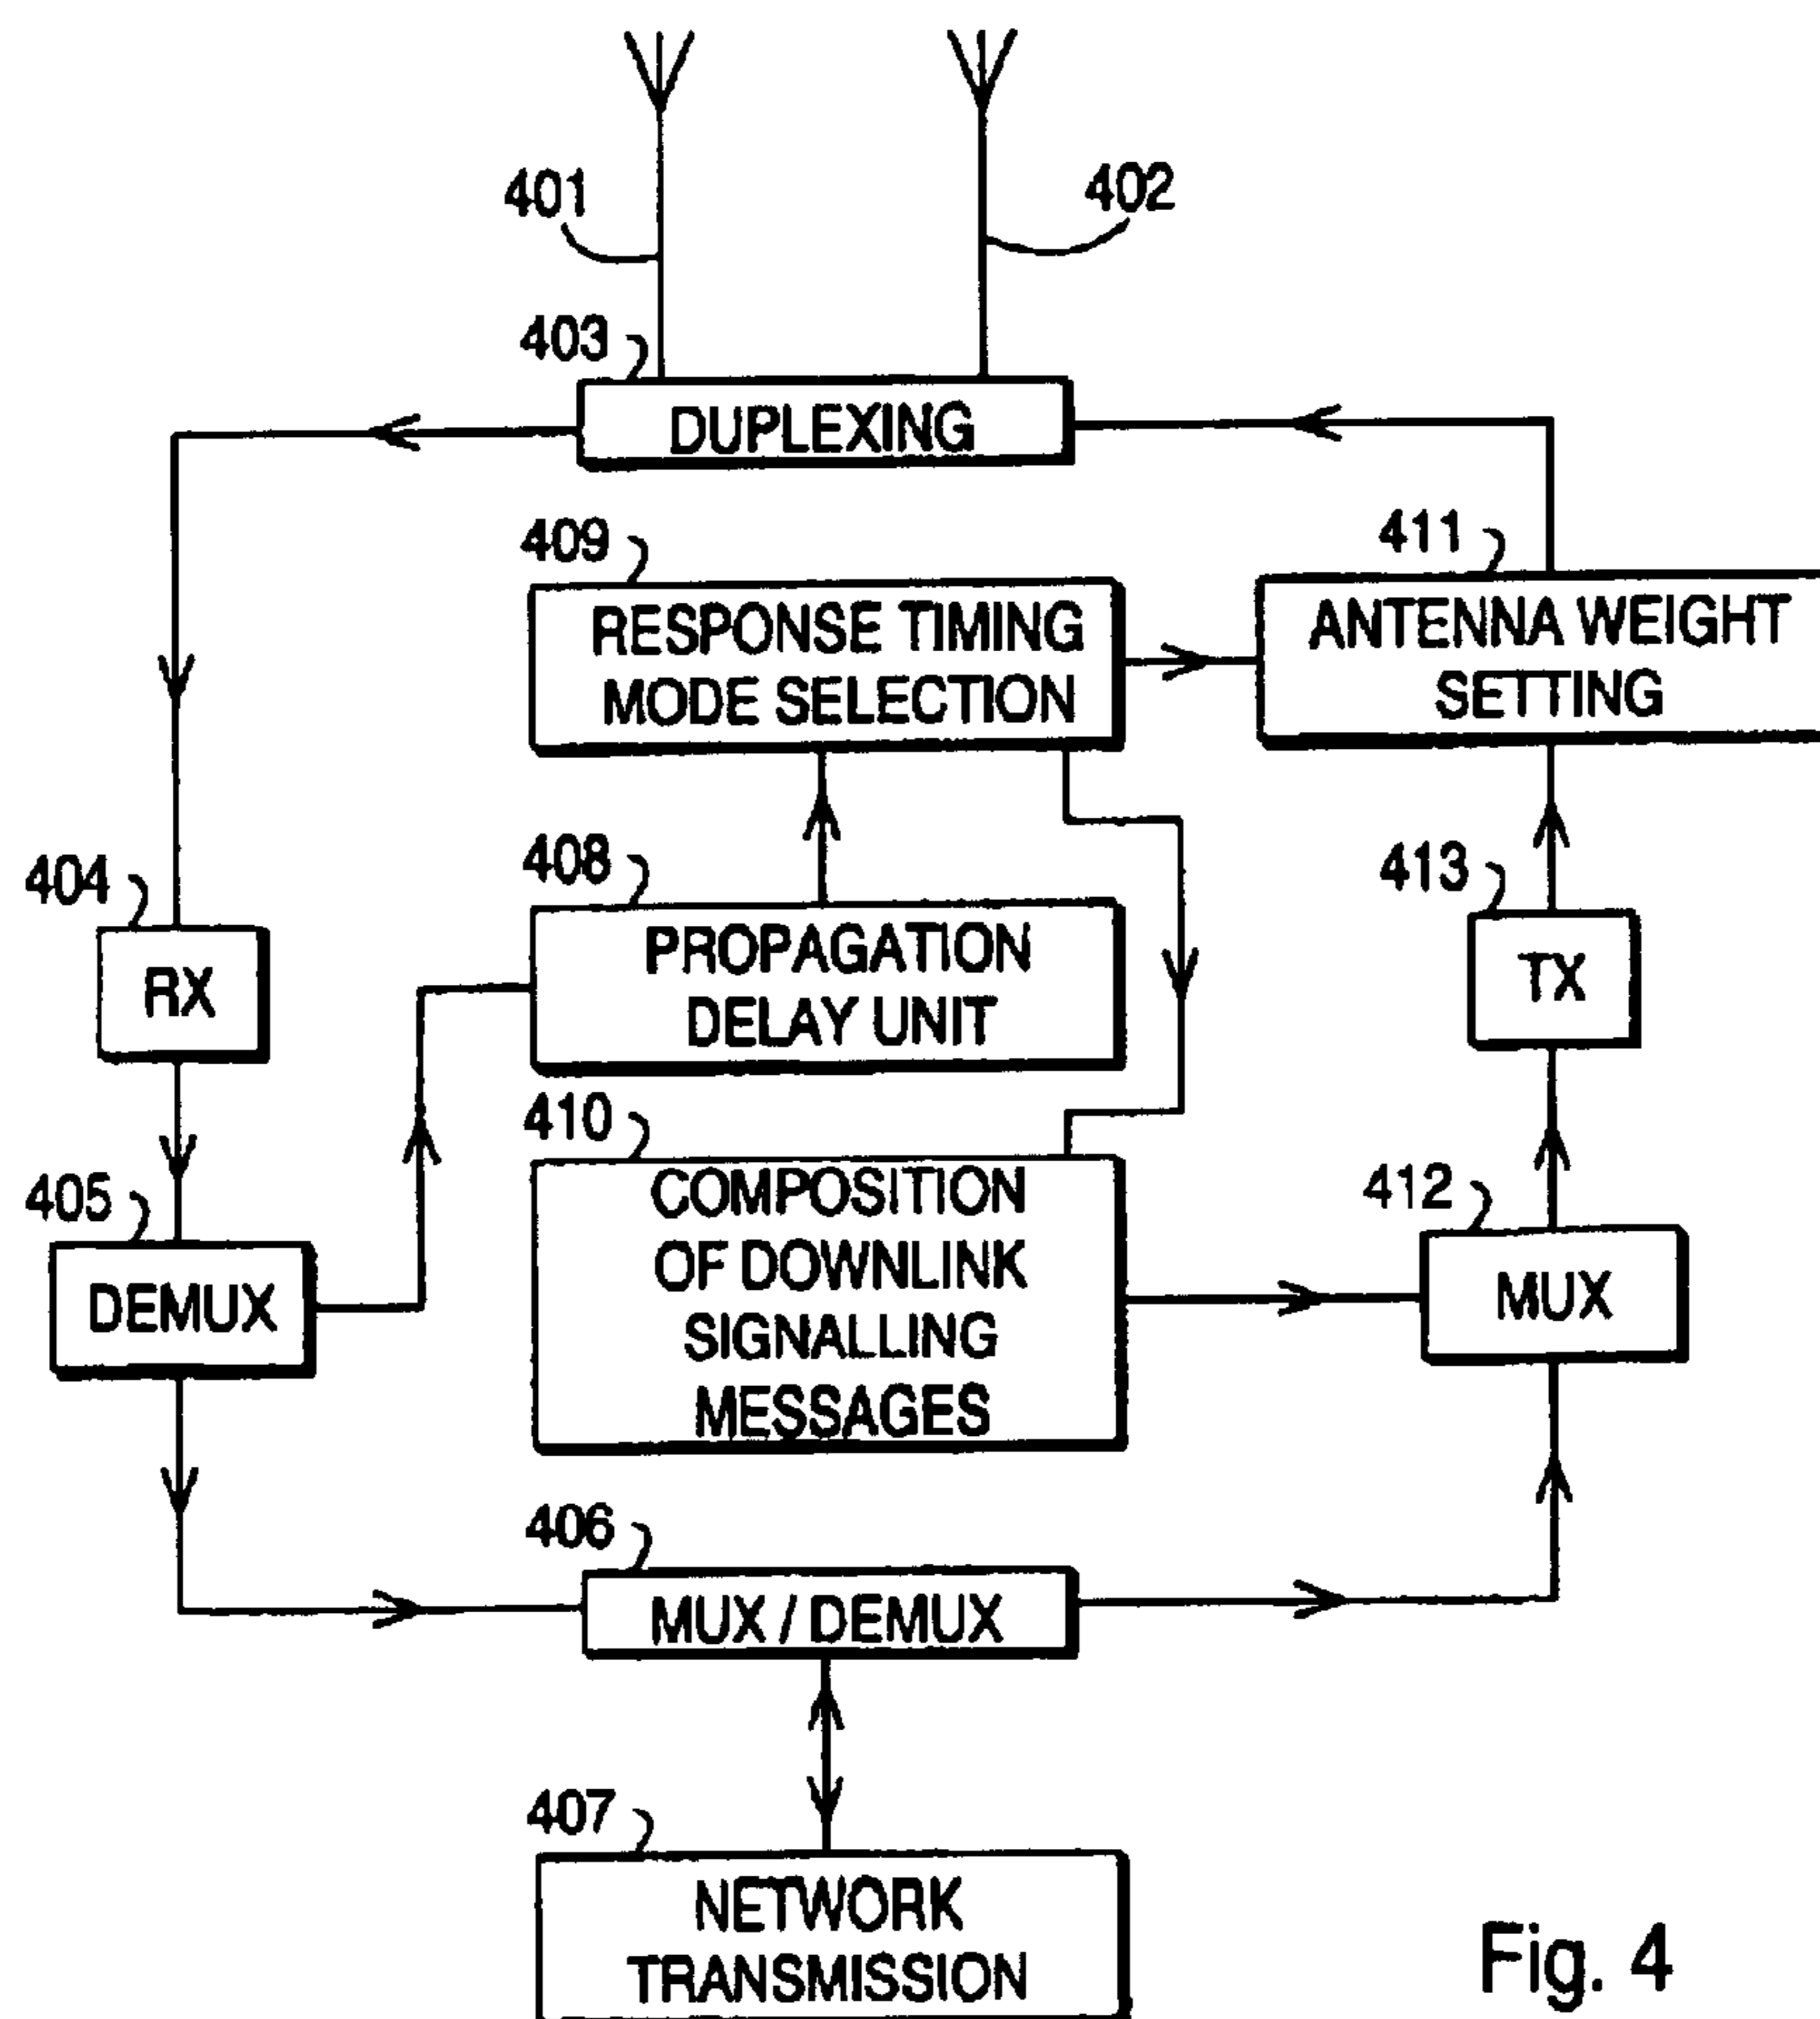 401
402
403
DUPLEXING
409
RESPONSE TIMING
MODE SELECTION
411
ANTENNA WEIGHT
SETTING
404
RX
408
PROPAGATION
DELAY UNIT
413
TX
405
DEMUX
410
COMPOSITION
OF DOWNLINK
SIGNALLING
MESSAGES
412
MUX
406
MUX / DEMUX
407
NETWORK
TRANSMISSION
Fig. 4